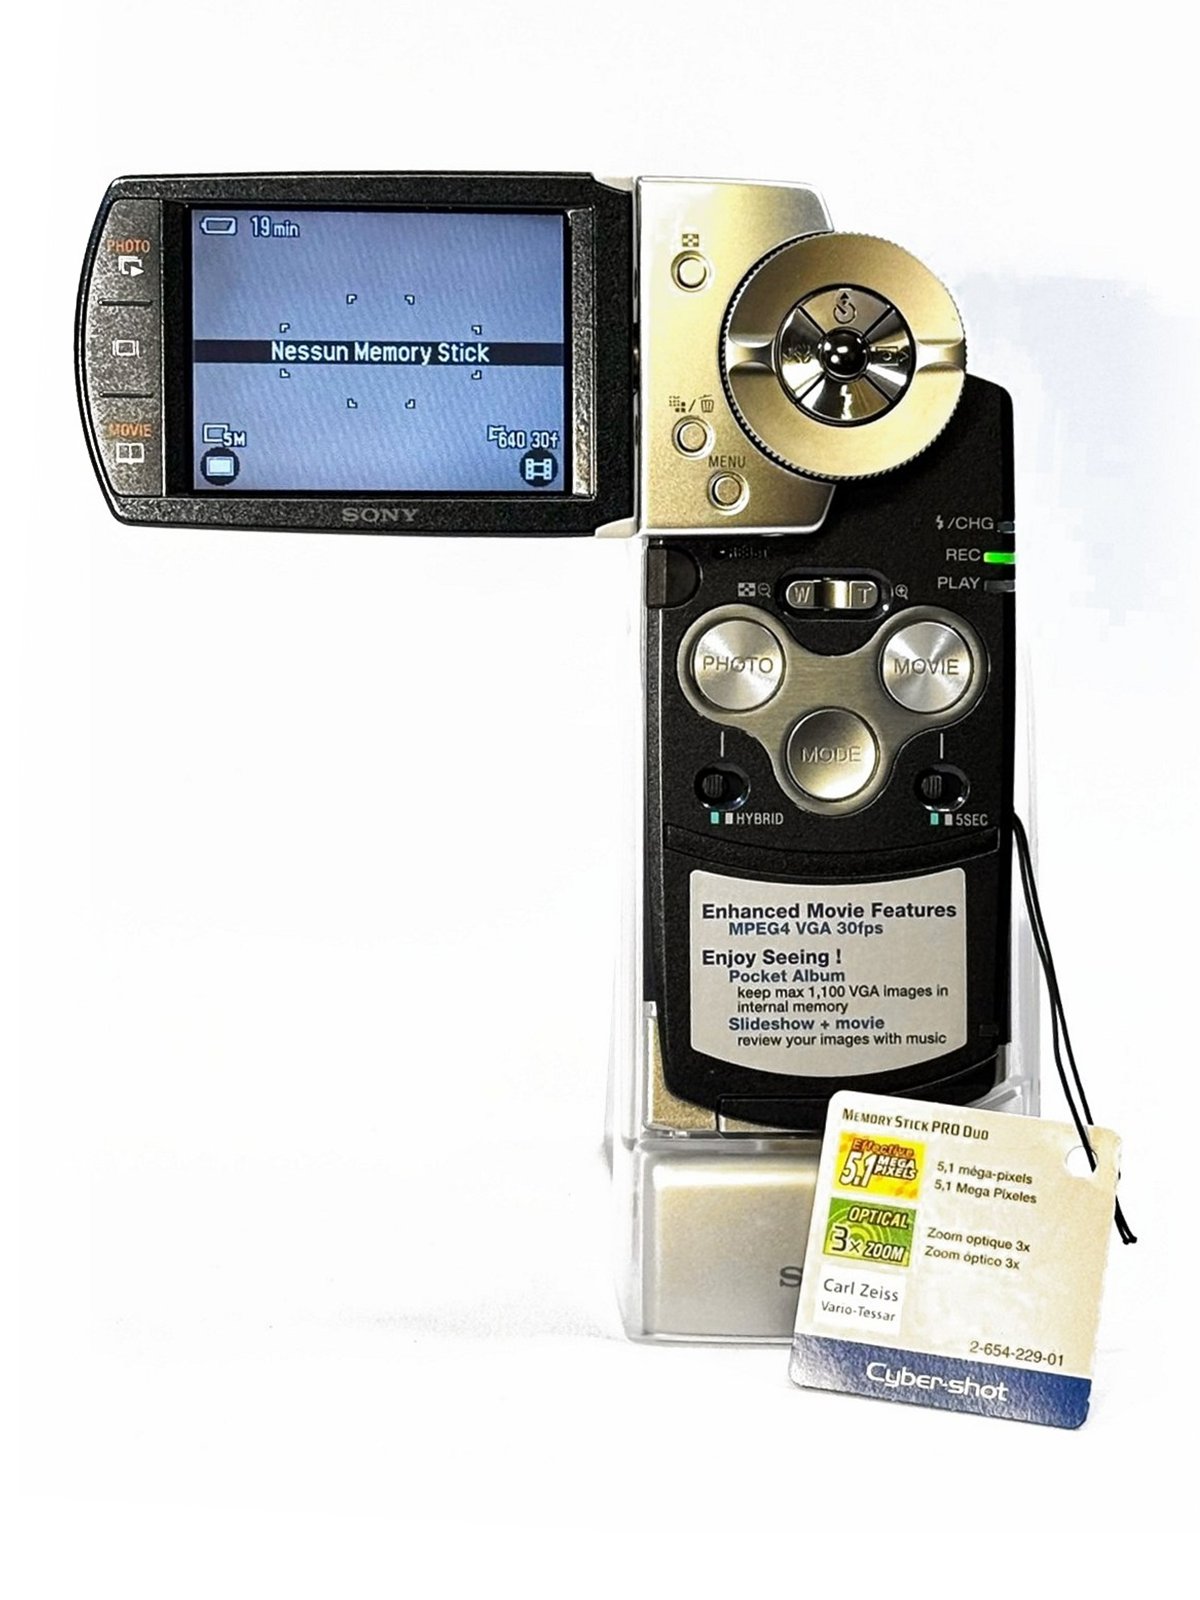 PHOTO
MOVIE
19min
Nessun Memory Stick
5M
640 30f
SONY
MENU
/CHG
REC
PLAY
W T
PHOTO
MOVIE
MODE
HYBRID
5SEC
Enhanced Movie Features
MPEG4 VGA 30fps
Enjoy Seeing !
Pocket Album
keep max 1,100 VGA images in
internal memory
Slideshow + movie
review your images with music
MEMORY STICK PRO DUO
Effective
5,1 MEGA
PIXELS
5,1 méga-pixels
5,1 Mega Pixeles
OPTICAL
3x ZOOM
Zoom optique 3x
Zoom óptico 3x
Carl Zeiss
Vario-Tessar
2-654-229-01
Cyber-shot